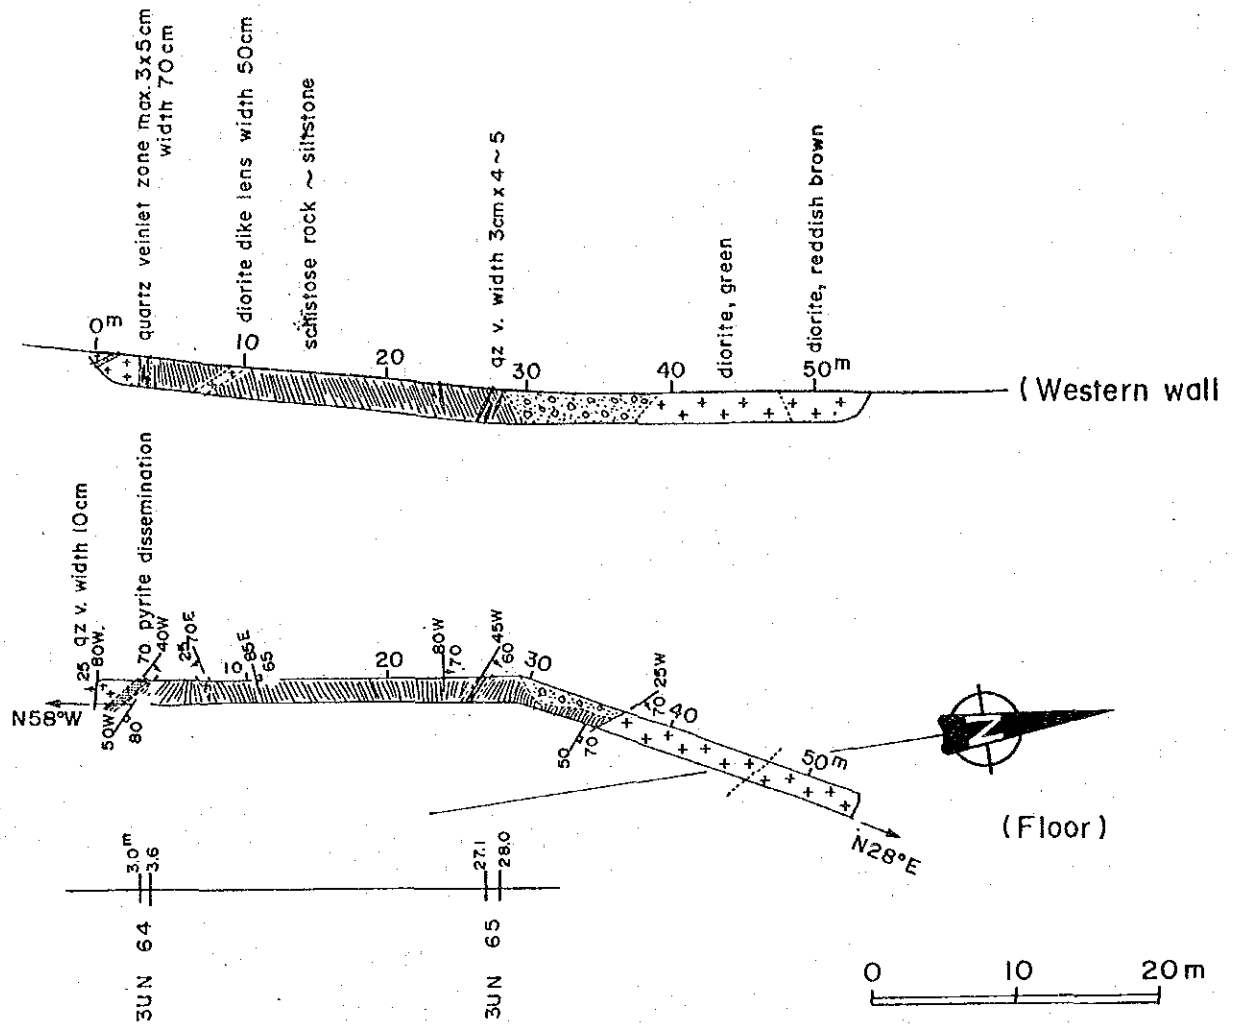 quartz veinlet zone max. 3x5cm
width 70cm
diorite dike lens width 50cm
schistose rock ~ siltstone
qz v. width 3cm x 4~5
diorite, green
diorite, reddish brown
0m
10
20
30
40
50m
(Western wall
qz v. width 10cm
pyrite dissemination
25
80W
70
40W
25
70E
10
85E
65
20
80W
70
45W
60
30
70
25W
40
50m
N58°W
50W
80
50
70
N
(Floor)
N28°E
3.0m
3.6
27.1
28.0
3UN 64
3UN 65
0
10
20m